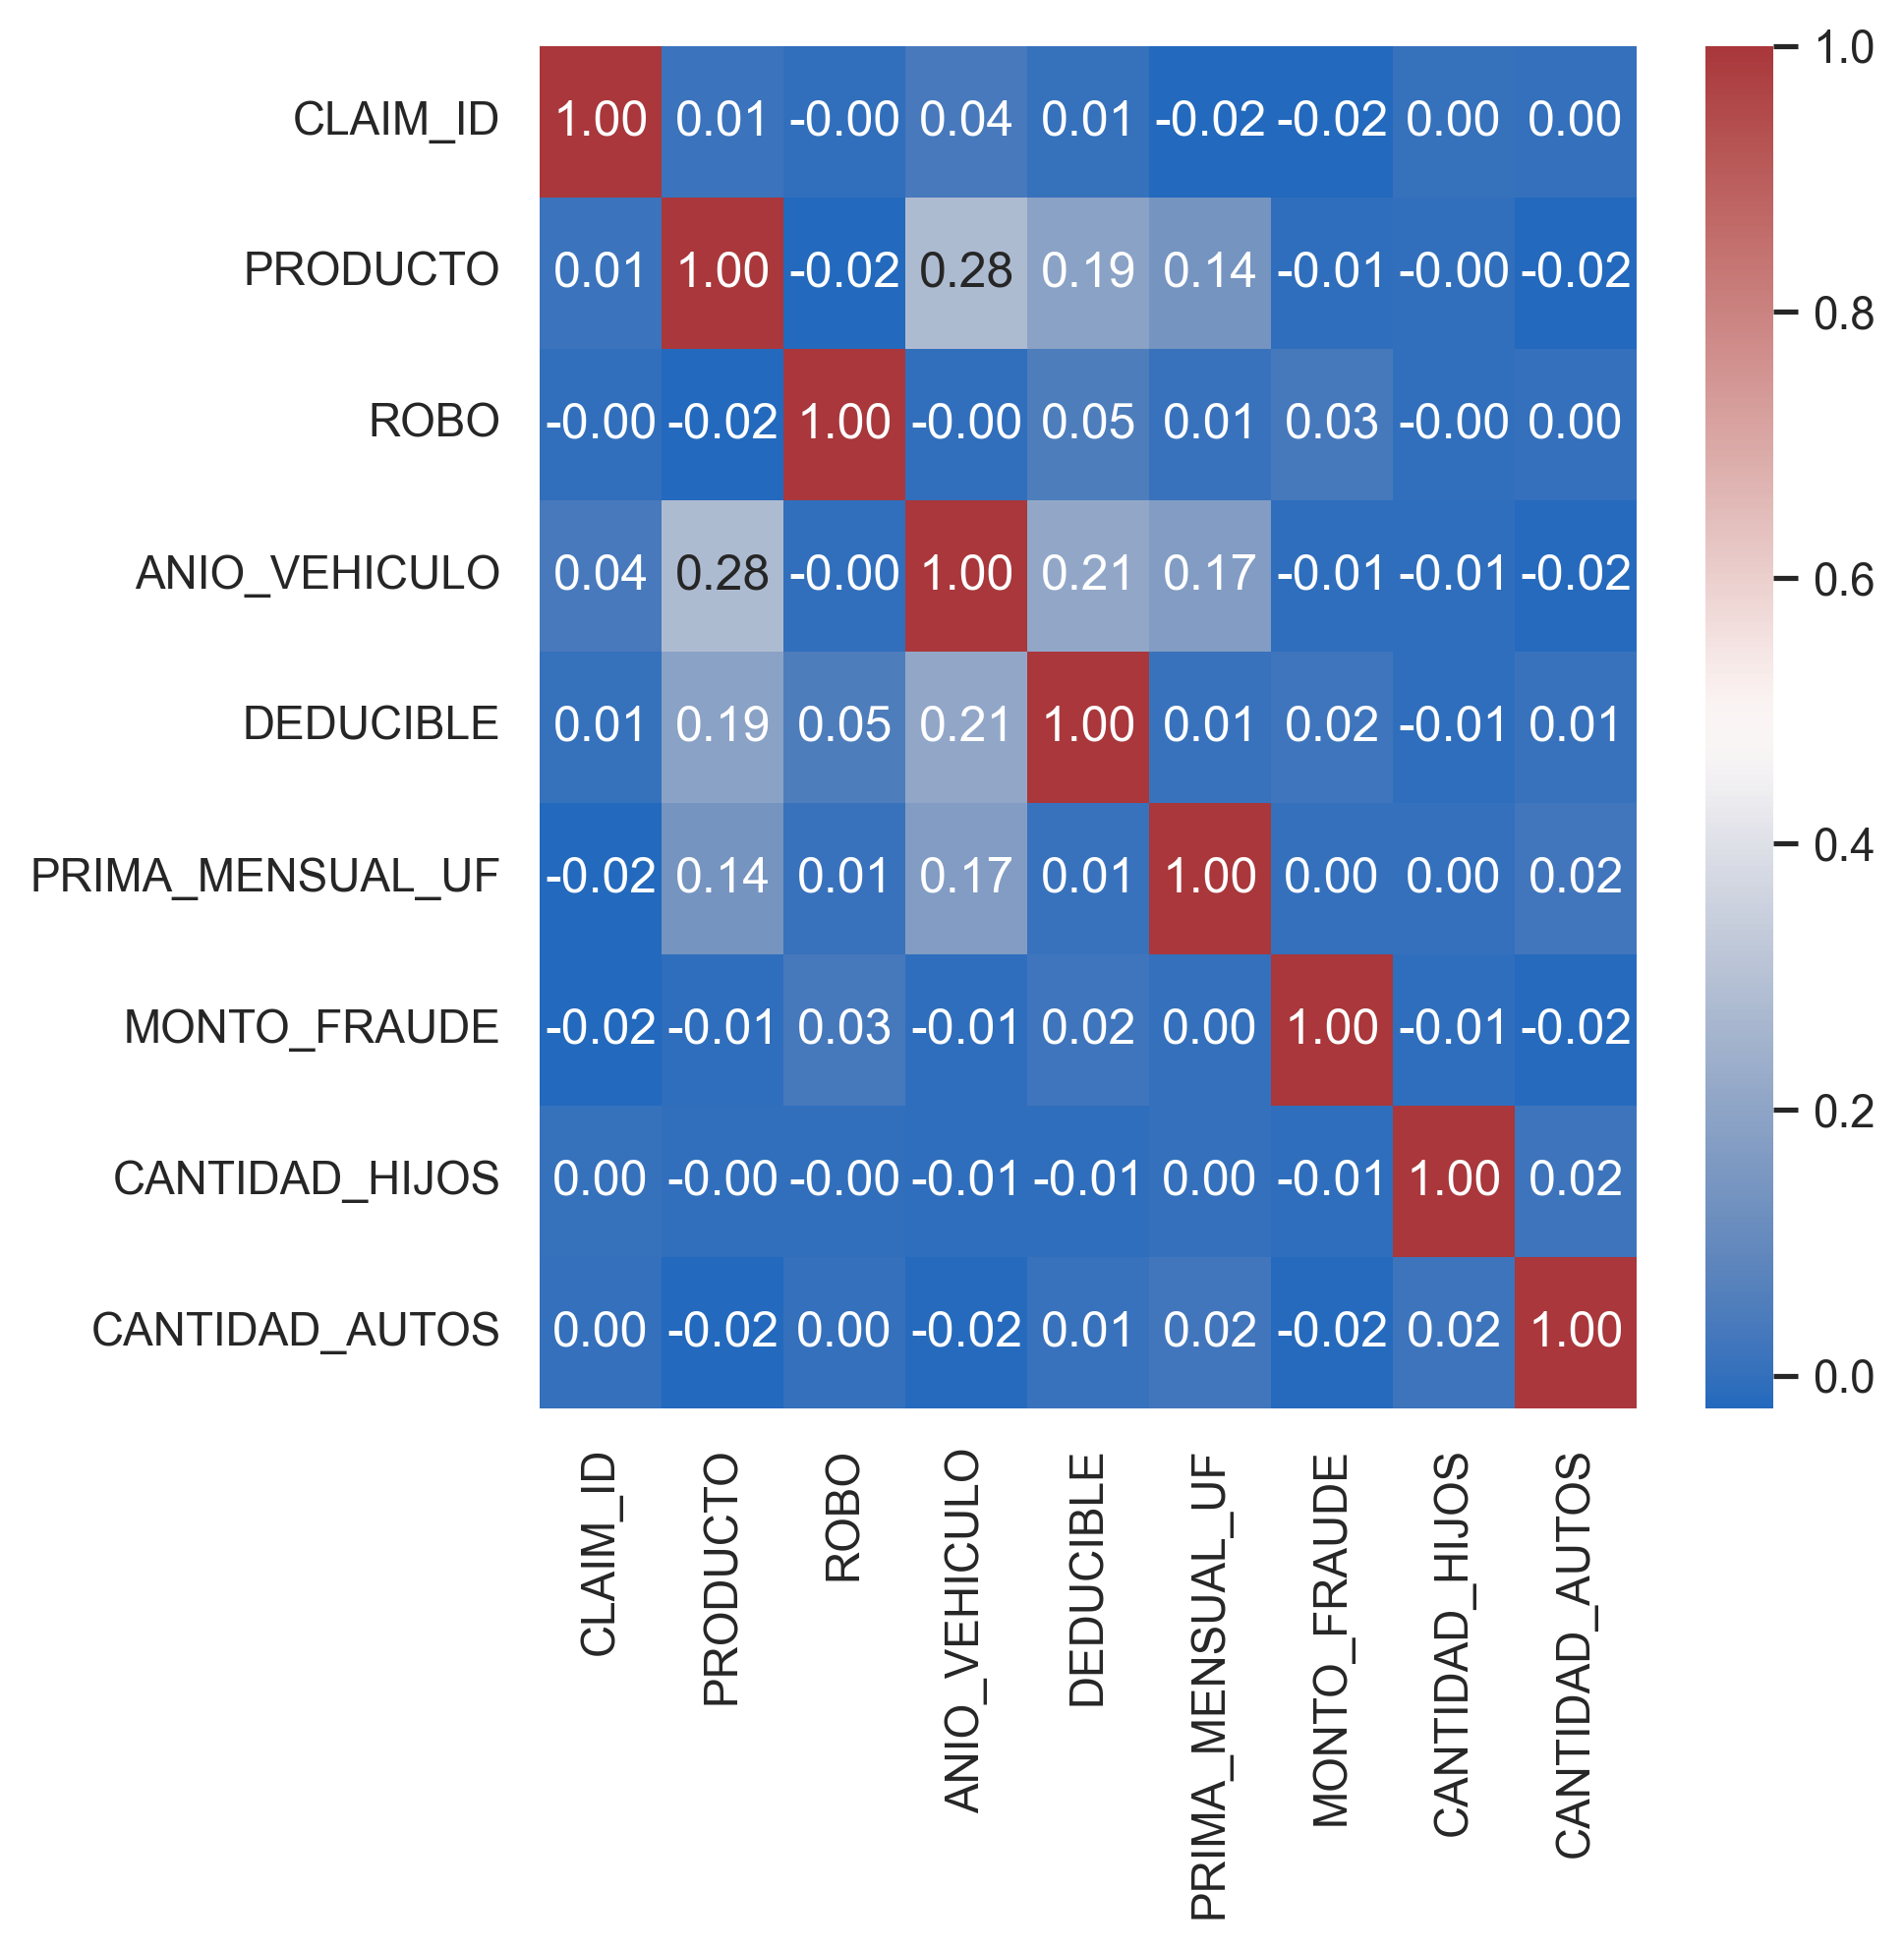 CLAIM_ID 1.00 0.01 -0.00 0.04 0.01 -0.02 -0.02 0.00 0.00
PRODUCTO 0.01 1.00 -0.02 0.28 0.19 0.14 -0.01 -0.00 -0.02
ROBO -0.00 -0.02 1.00 -0.00 0.05 0.01 0.03 -0.00 0.00
ANIO_VEHICULO 0.04 0.28 -0.00 1.00 0.21 0.17 -0.01 -0.01 -0.02
DEDUCIBLE 0.01 0.19 0.05 0.21 1.00 0.01 0.02 -0.01 0.01
PRIMA_MENSUAL_UF -0.02 0.14 0.01 0.17 0.01 1.00 0.00 0.00 0.02
MONTO_FRAUDE -0.02 -0.01 0.03 -0.01 0.02 0.00 1.00 -0.01 -0.02
CANTIDAD_HIJOS 0.00 -0.00 -0.00 -0.01 -0.01 0.00 -0.01 1.00 0.02
CANTIDAD_AUTOS 0.00 -0.02 0.00 -0.02 0.01 0.02 -0.02 0.02 1.00
CLAIM_ID
PRODUCTO
ROBO
ANIO_VEHICULO
DEDUCIBLE
PRIMA_MENSUAL_UF
MONTO_FRAUDE
CANTIDAD_HIJOS
CANTIDAD_AUTOS
1.0
0.8
0.6
0.4
0.2
0.0